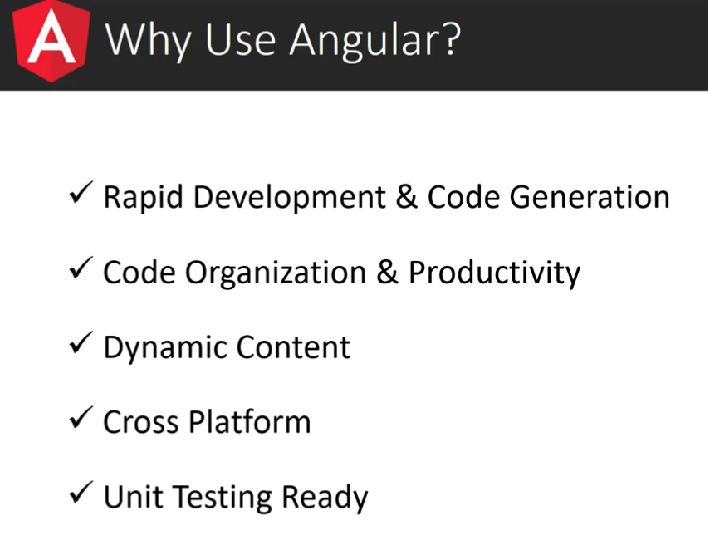 A Why Use Angular?
✓ Rapid Development & Code Generation
✓ Code Organization & Productivity
✓ Dynamic Content
✓ Cross Platform
✓ Unit Testing Ready